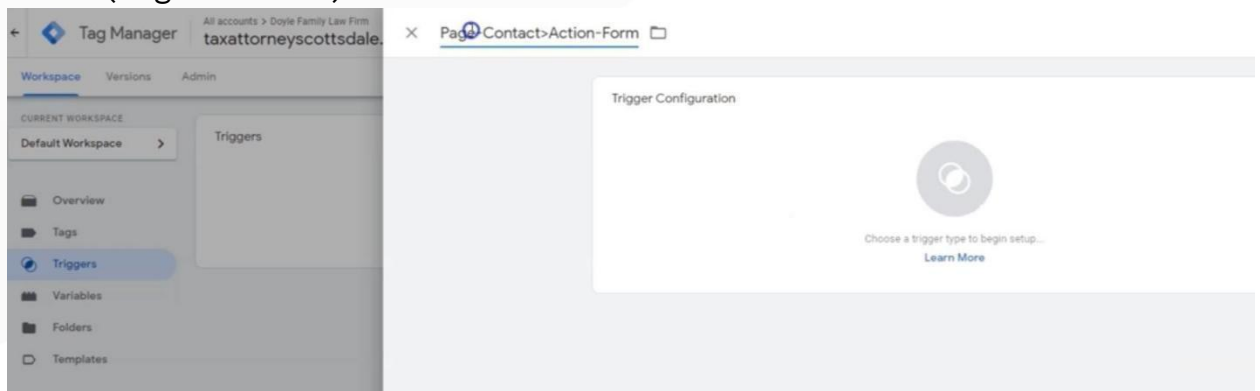 Tag Manager
All accounts > Doyle Family Law Firm
taxattorneyscottsdale.
Page-Contact>Action-Form
Workspace Versions Admin
CURRENT WORKSPACE
Default Workspace
Triggers
Overview
Tags
Triggers
Variables
Folders
Templates
Trigger Configuration
Choose a trigger type to begin setup...
Learn More